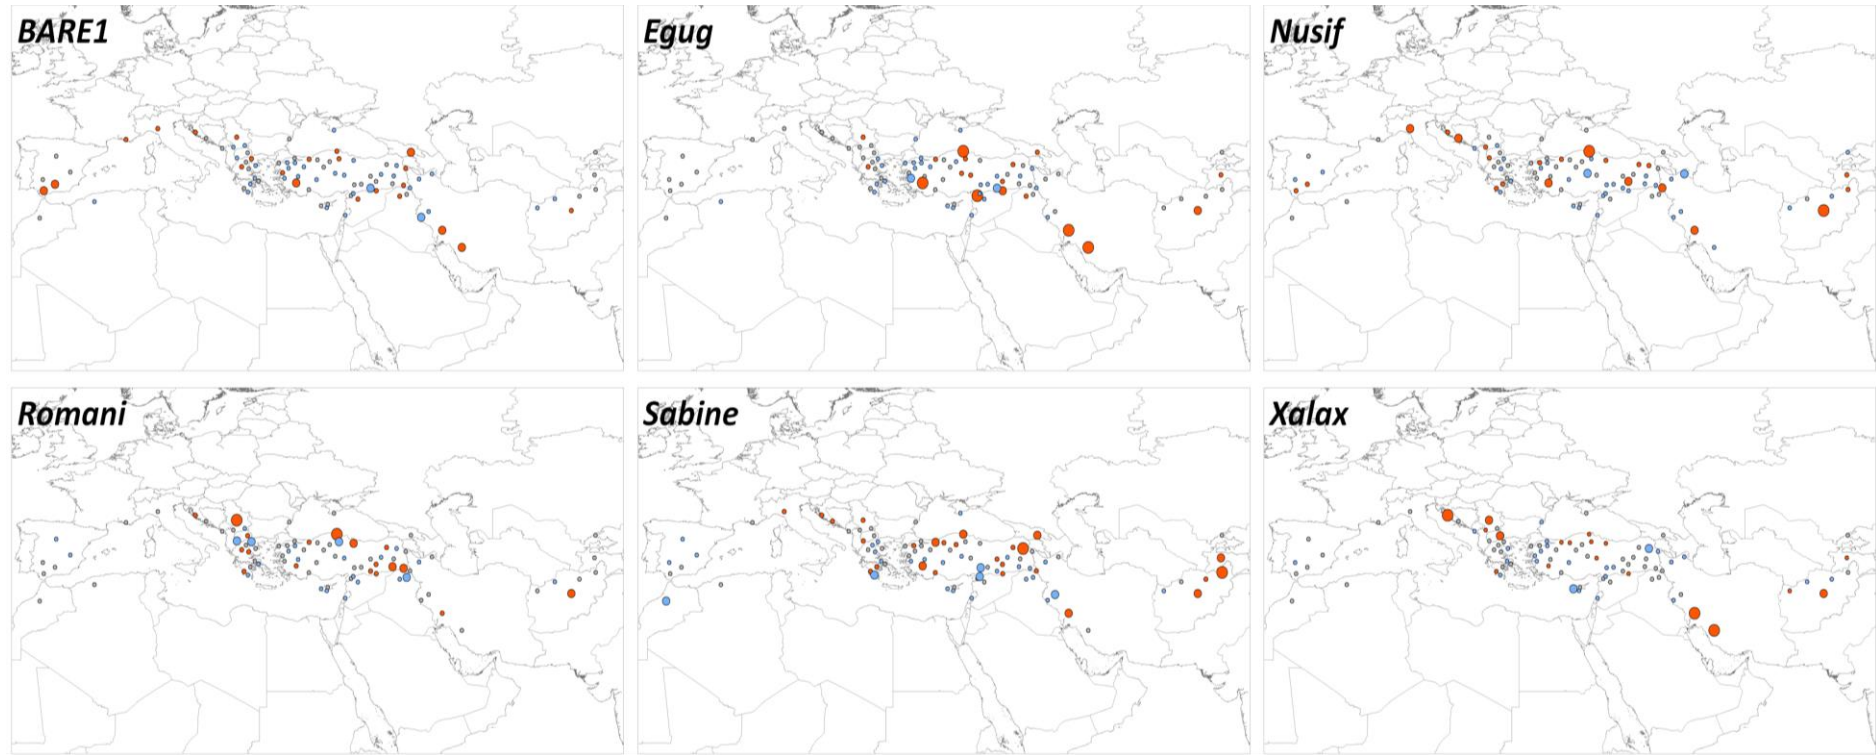 BARE1
Egug
Nusif
Romani
Sabine
Xalax